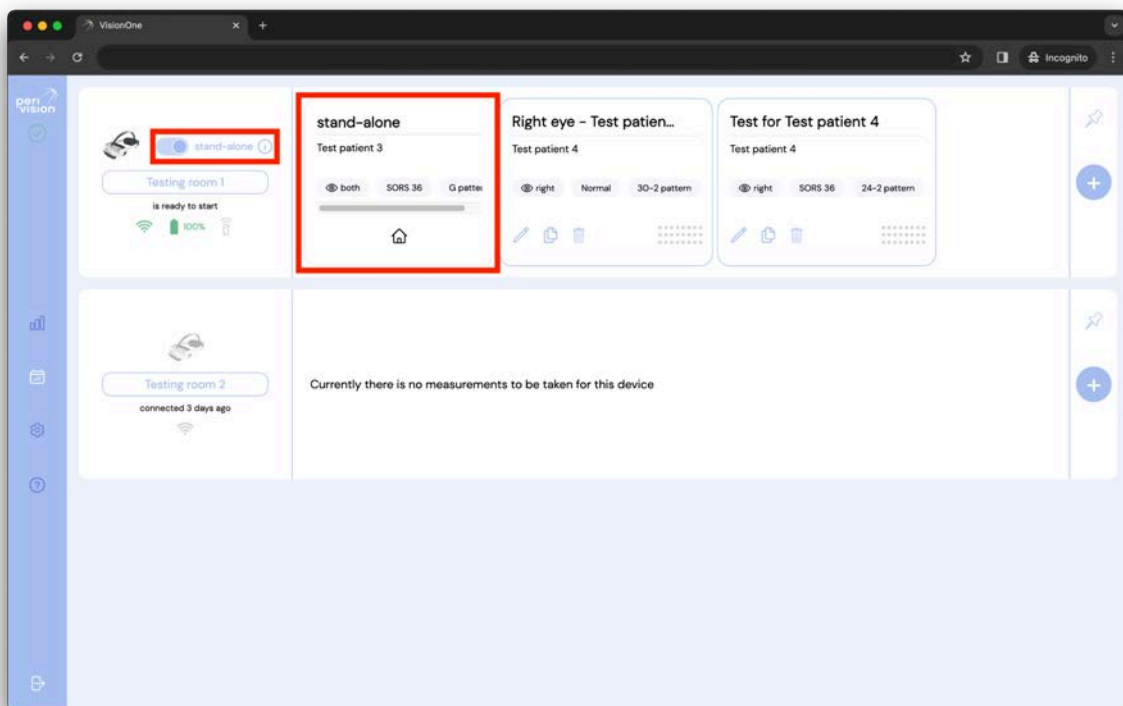 VisionOne
Incognito
peri
vision
stand-alone
Testing room 1
is ready to start
100%
stand-alone
Test patient 3
both SORS 36 G patte
Right eye - Test patien...
Test patient 4
right Normal 30-2 pattern
Test for Test patient 4
Test patient 4
right SORS 36 24-2 pattern
Testing room 2
connected 3 days ago
Currently there is no measurements to be taken for this device